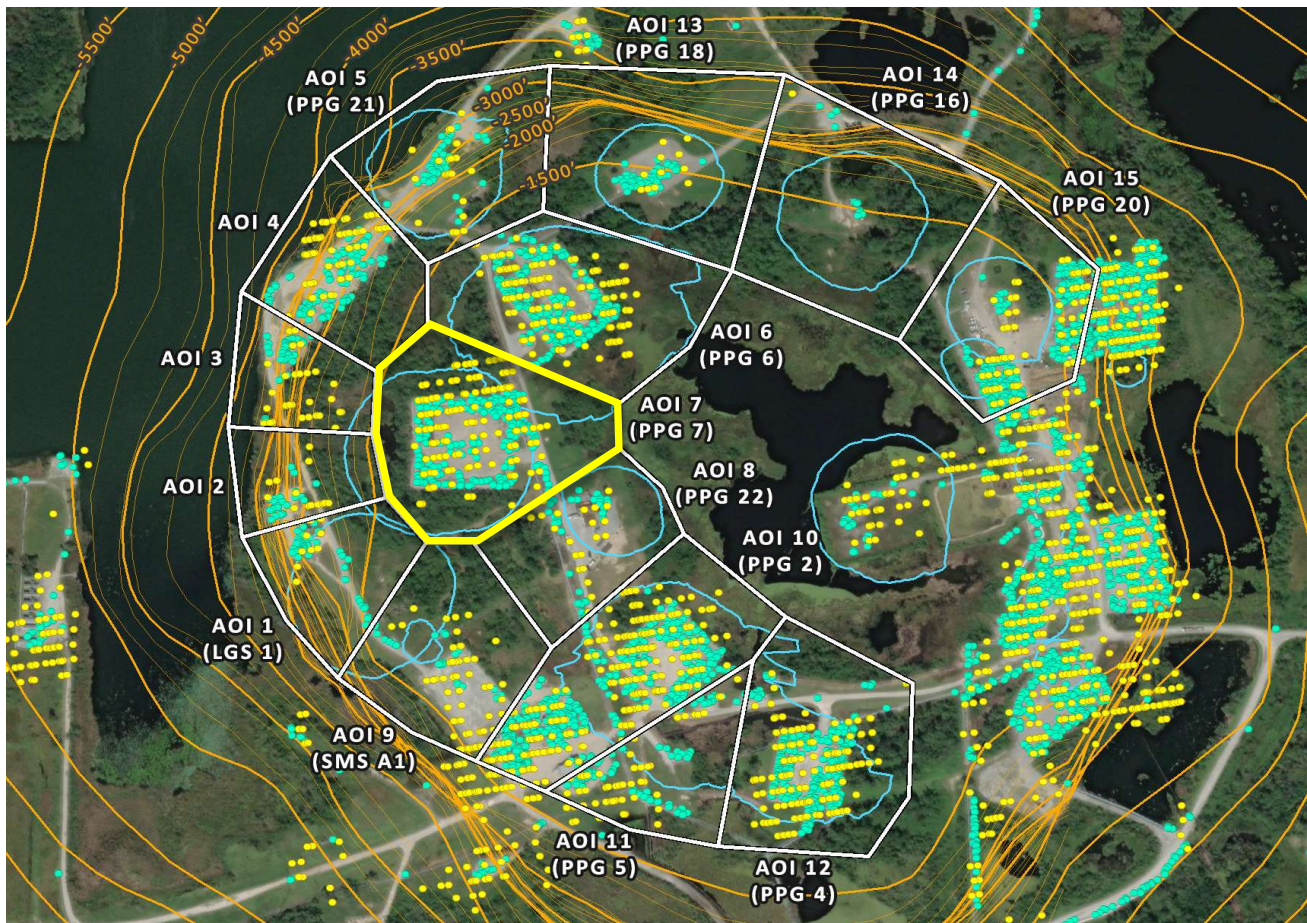 -5500'
-5000'
-4500'
-4000'
-3500'
-3000'
-2500'
-2000'
-1500'
AOI 13
(PPG 18)
AOI 14
(PPG 16)
AOI 5
(PPG 21)
AOI 15
(PPG 20)
AOI 4
AOI 3
AOI 6
(PPG 6)
AOI 7
(PPG 7)
AOI 2
AOI 8
(PPG 22)
AOI 10
(PPG 2)
AOI 1
(LGS 1)
AOI 9
(SMS A1)
AOI 11
(PPG 5)
AOI 12
(PPG 4)